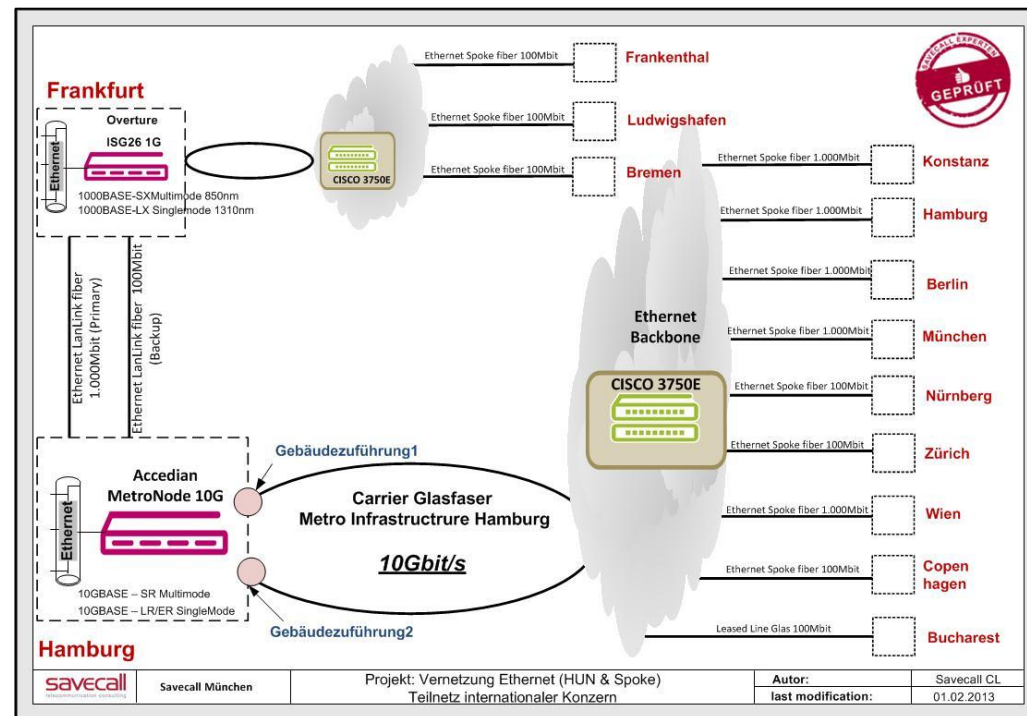 Frankfurt
Overture
ISG26 1G
Ethernet
1000BASE-SXMultimode 850nm
1000BASE-LX Singlemode 1310nm
CISCO 3750E
Ethernet Spoke fiber 100Mbit
Frankenthal
Ethernet Spoke fiber 100Mbit
Ludwigshafen
Ethernet Spoke fiber 100Mbit
Bremen
SAVECALL EXPERTEN
GEPRÜFT
Ethernet LanLink fiber
1.000Mbit (Primary)
Ethernet LanLink fiber 100Mbit
(Backup)
Ethernet Spoke fiber 1.000Mbit
Konstanz
Ethernet Spoke fiber 1.000Mbit
Hamburg
Ethernet Spoke fiber 1.000Mbit
Berlin
Ethernet
Backbone
Ethernet Spoke fiber 1.000Mbit
München
CISCO 3750E
Ethernet Spoke fiber 100Mbit
Nürnberg
Ethernet Spoke fiber 100Mbit
Zürich
Ethernet Spoke fiber 1.000Mbit
Wien
Ethernet Spoke fiber 100Mbit
Copen
hagen
Leased Line Glas 100Mbit
Bucharest
Gebäudezuführung1
Accedian
MetroNode 10G
Ethernet
10GBASE – SR Multimode
10GBASE – LR/ER SingleMode
Carrier Glasfaser
Metro Infrastructrure Hamburg
10Gbit/s
Gebäudezuführung2
Hamburg
savecall
telecommunication consulting
Savecall München
Projekt: Vernetzung Ethernet (HUN & Spoke)
Teilnetz internationaler Konzern
Autor:
Savecall CL
last modification:
01.02.2013